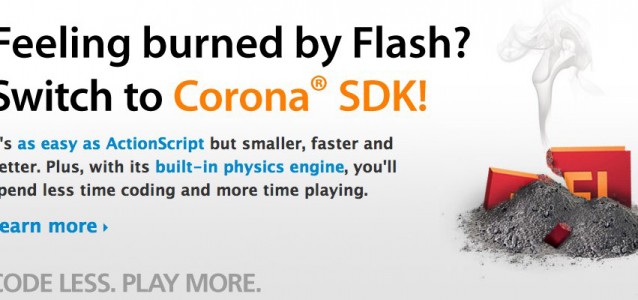 Feeling burned by Flash?
Switch to Corona® SDK!
's as easy as ActionScript but smaller, faster and
etter. Plus, with its built-in physics engine, you'll
pend less time coding and more time playing.
earn more ›
CODE LESS. PLAY MORE.
FL